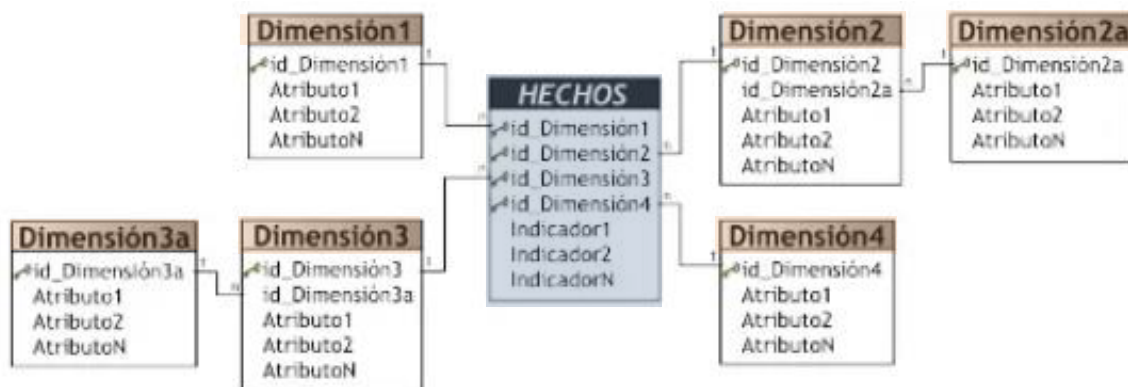 Dimensión1
id_Dimensión1
Atributo1
Atributo2
AtributoN
HECHOS
id_Dimensión1
id_Dimensión2
id_Dimensión3
id_Dimensión4
Indicador1
Indicador2
IndicadorN
Dimensión2
id_Dimensión2
id_Dimensión2a
Atributo1
Atributo2
AtributoN
Dimensión2a
id_Dimensión2a
Atributo1
Atributo2
AtributoN
Dimensión3a
id_Dimensión3a
Atributo1
Atributo2
AtributoN
Dimensión3
id_Dimensión3
id_Dimensión3a
Atributo1
Atributo2
AtributoN
Dimensión4
id_Dimensión4
Atributo1
Atributo2
AtributoN